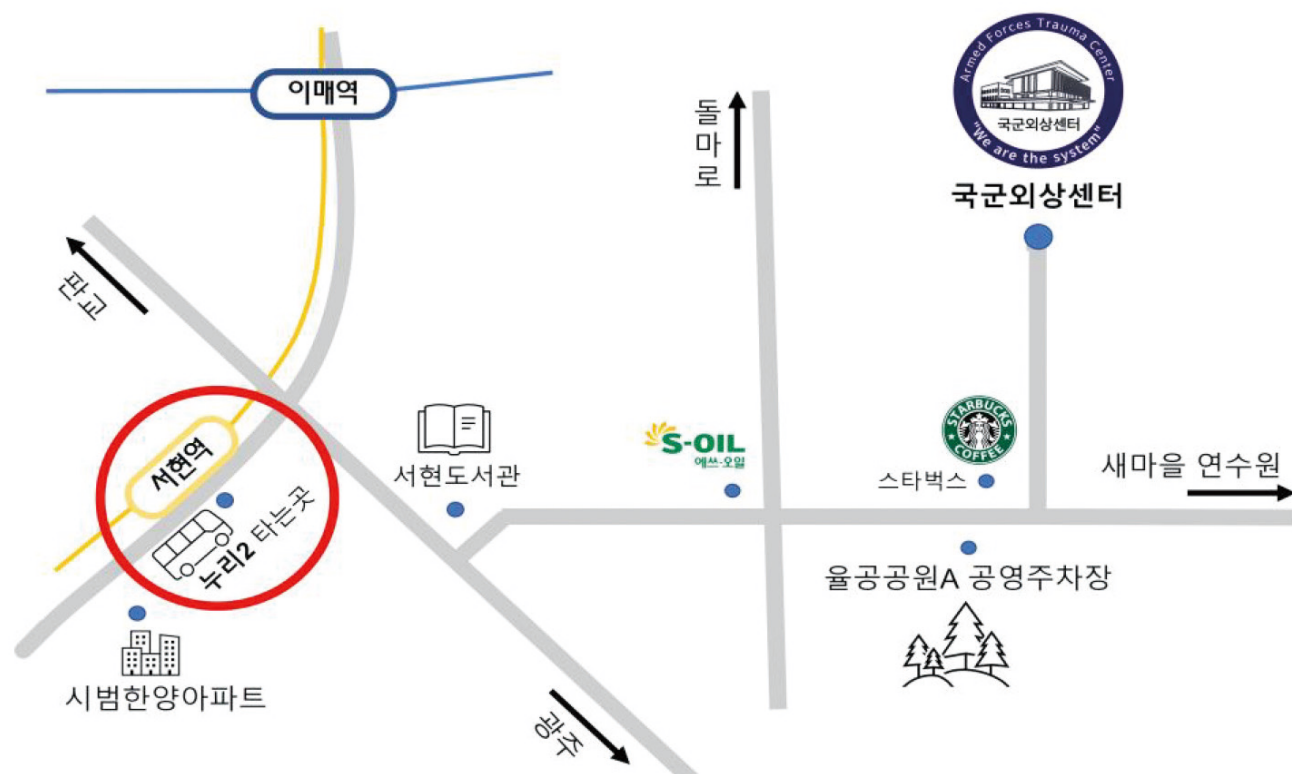 이매역
판교
서현역
누리2 타는곳
시범한양아파트
서현도서관
광주
S-OIL
에쓰-오일
돌마로
Armed Forces Trauma Center
국군외상센터
"We are the system"
국군외상센터
STARBUCKS
COFFEE
스타벅스
새마을 연수원
율공공원A 공영주차장